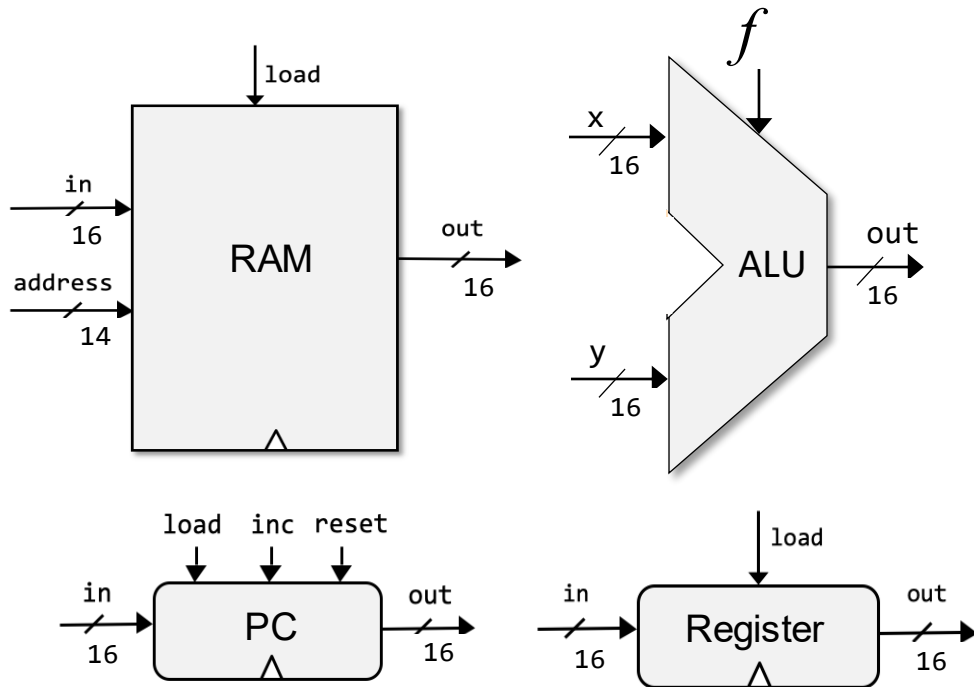 load
in
16
address
14
RAM
out
16
f
x
16
y
16
ALU
out
16
load inc reset
in
16
PC
out
16
load
in
16
Register
out
16